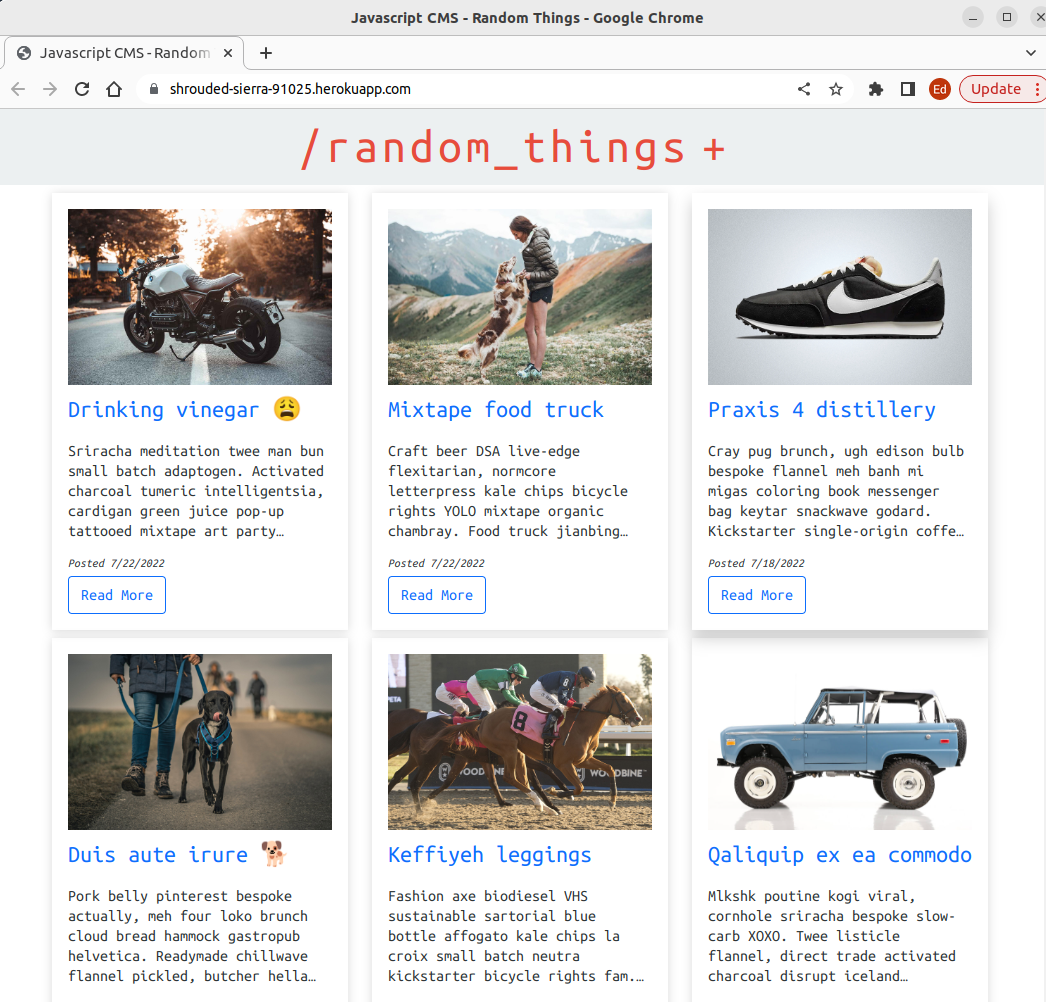 Javascript CMS - Random Things - Google Chrome
Javascript CMS - Random
shrouded-sierra-91025.herokuapp.com
Ed
Update
/random_things +
Drinking vinegar 😩
Sriracha meditation twee man bun
small batch adaptogen. Activated
charcoal tumeric intelligentsia,
cardigan green juice pop-up
tattooed mixtape art party…
Posted 7/22/2022
Read More
Mixtape food truck
Craft beer DSA live-edge
flexitarian, normcore
letterpress kale chips bicycle
rights YOLO mixtape organic
chambray. Food truck jianbing…
Posted 7/22/2022
Read More
Praxis 4 distillery
Cray pug brunch, ugh edison bulb
bespoke flannel meh banh mi
migas coloring book messenger
bag keytar snackwave godard.
Kickstarter single-origin coffe…
Posted 7/18/2022
Read More
Duis aute irure 🐕
Pork belly pinterest bespoke
actually, meh four loko brunch
cloud bread hammock gastropub
helvetica. Readymade chillwave
flannel pickled, butcher hella…
8
8
WOODBINE
Keffiyeh leggings
Fashion axe biodiesel VHS
sustainable sartorial blue
bottle affogato kale chips la
croix small batch neutra
kickstarter bicycle rights fam.…
Qaliquip ex ea commodo
Mlkshk poutine kogi viral,
cornhole sriracha bespoke slow-
carb XOXO. Twee listicle
flannel, direct trade activated
charcoal disrupt iceland…